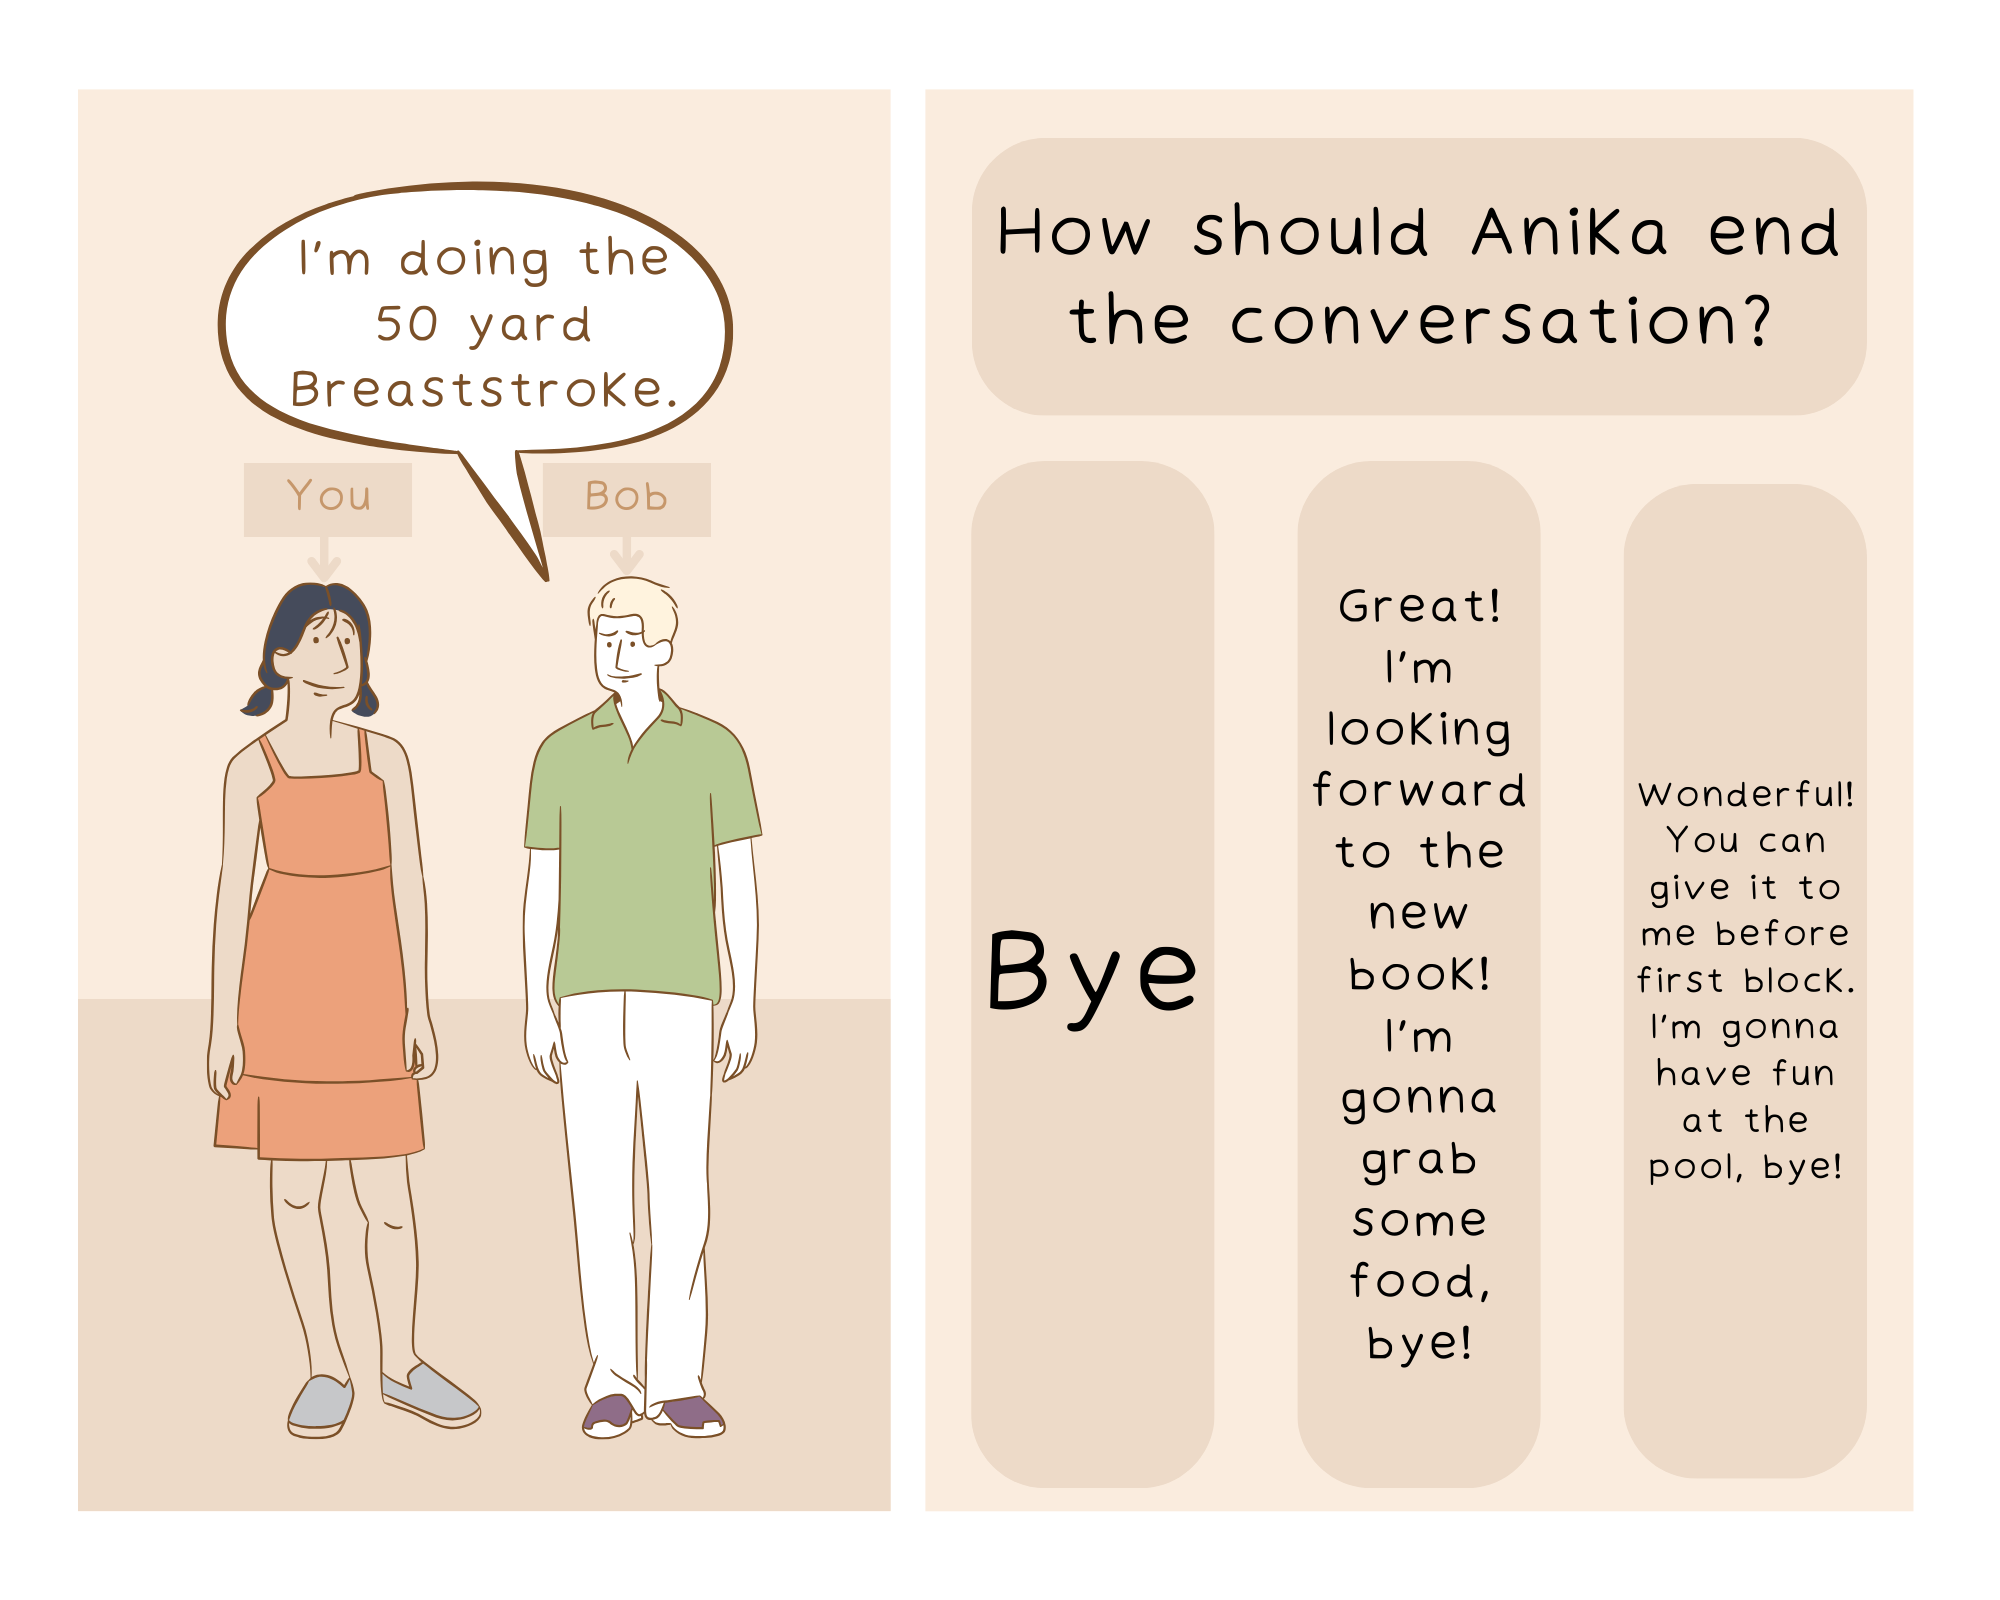 I'm doing the
50 yard
Breaststroke.
You
Bob
How should Anika end
the conversation?
Bye
Great!
I'm
looking
forward
to the
new
book!
I'm
gonna
grab
some
food,
bye!
Wonderful!
You can
give it to
me before
first block.
I'm gonna
have fun
at the
pool, bye!